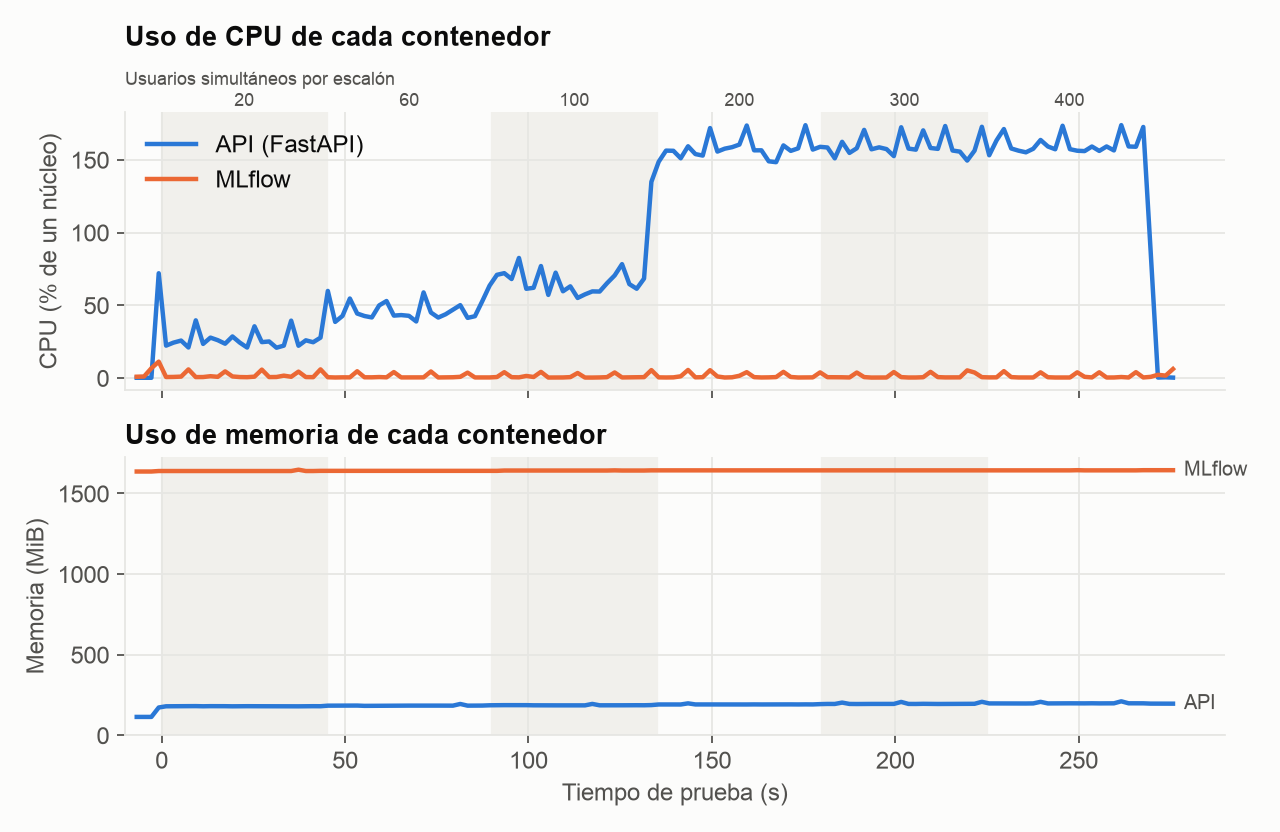 Uso de CPU de cada contenedor
Usuarios simultáneos por escalón
20 60 100 200 300 400
API (FastAPI)
MLflow
CPU (% de un núcleo)
150
100
50
0
Uso de memoria de cada contenedor
MLflow
Memoria (MiB)
1500
1000
500
0
API
0 50 100 150 200 250
Tiempo de prueba (s)